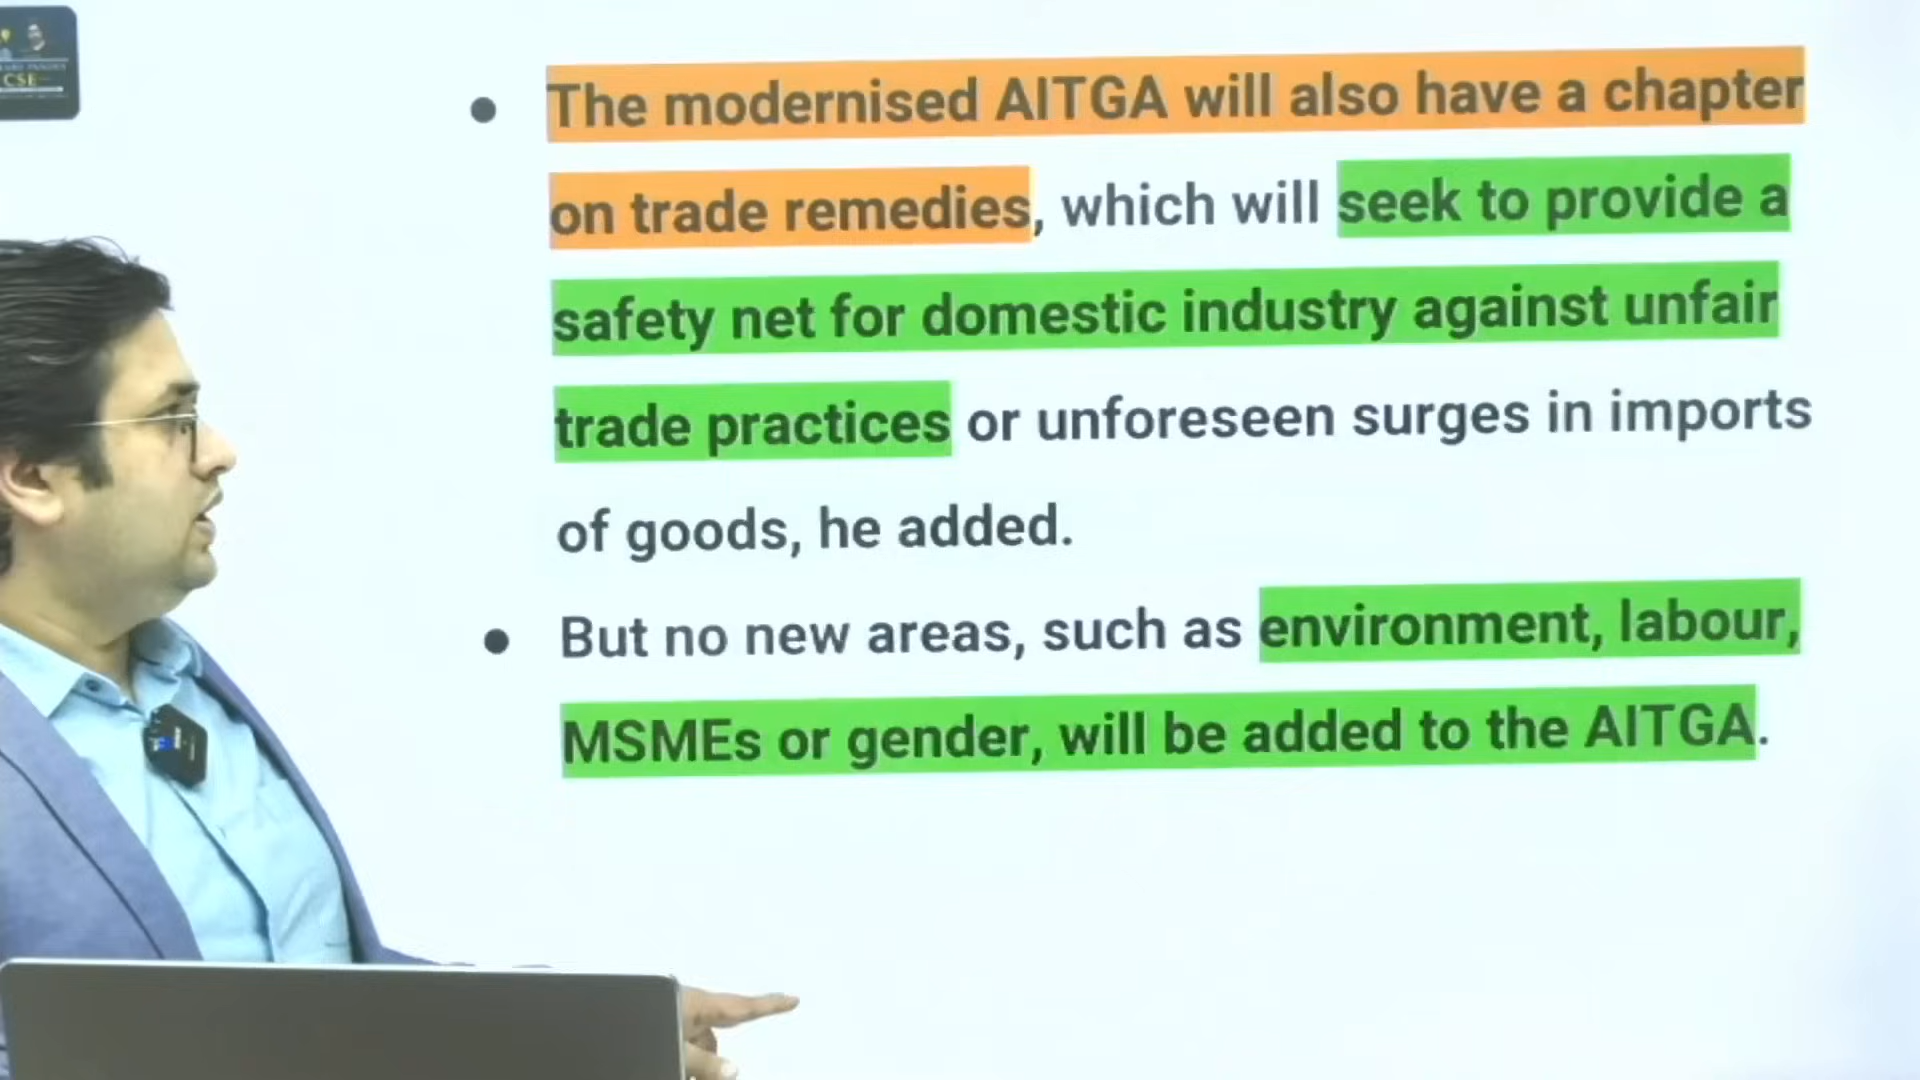 CSE
The modernised AITGA will also have a chapter
on trade remedies, which will seek to provide a
safety net for domestic industry against unfair
trade practices or unforeseen surges in imports
of goods, he added.
But no new areas, such as environment, labour,
MSMEs or gender, will be added to the AITGA.